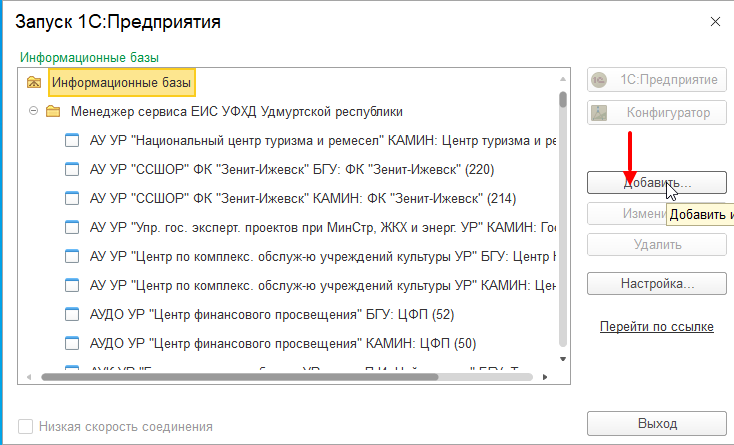 Запуск 1С:Предприятия
Информационные базы
Информационные базы
Менеджер сервиса ЕИС УФХД Удмуртской республики
АУ УР "Национальный центр туризма и ремесел" КАМИН: Центр туризма и ре
АУ УР "ССШОР" ФК "Зенит-Ижевск" БГУ: ФК "Зенит-Ижевск" (220)
АУ УР "ССШОР" ФК "Зенит-Ижевск" КАМИН: ФК "Зенит-Ижевск" (214)
АУ УР "Упр. гос. эксперт. проектов при МинСтр, ЖКХ и энерг. УР" КАМИН: Гос
АУ УР "Центр по комплекс. обслуж-ю учреждений культуры УР" БГУ: Центр
АУ УР "Центр по комплекс. обслуж-ю учреждений культуры УР" КАМИН: Цен
АУДО УР "Центр финансового просвещения" БГУ: ЦФП (52)
АУДО УР "Центр финансового просвещения" КАМИН: ЦФП (50)
Низкая скорость соединения
1С:Предприятие
Конфигуратор
Добавить...
Измени
Добавить и
Удалить
Настройка...
Перейти по ссылке
Выход